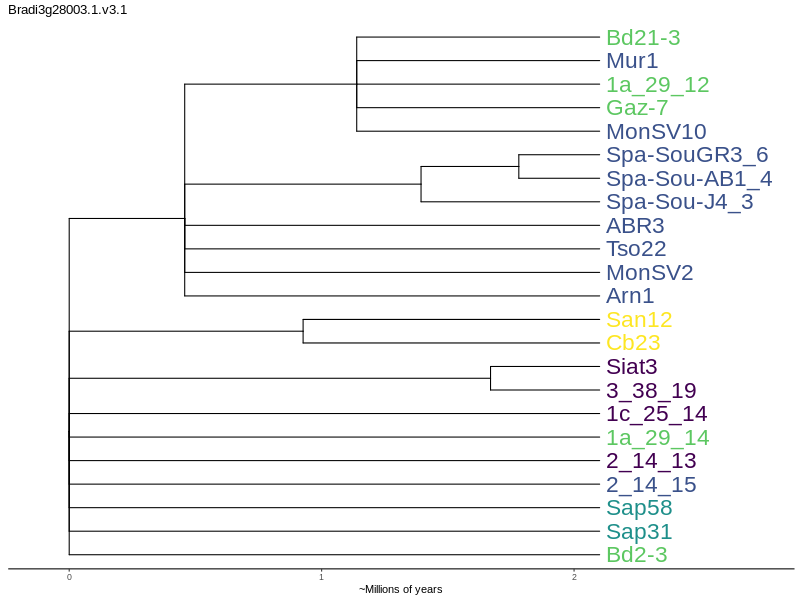 Bradi3g28003.1.v3.1
Bd21-3
Mur1
1a_29_12
Gaz-7
MonSV10
Spa-SouGR3_6
Spa-Sou-AB1_4
Spa-Sou-J4_3
ABR3
Tso22
MonSV2
Arn1
San12
Cb23
Siat3
3_38_19
1c_25_14
1a_29_14
2_14_13
2_14_15
Sap58
Sap31
Bd2-3
0 1 2
~Millions of years